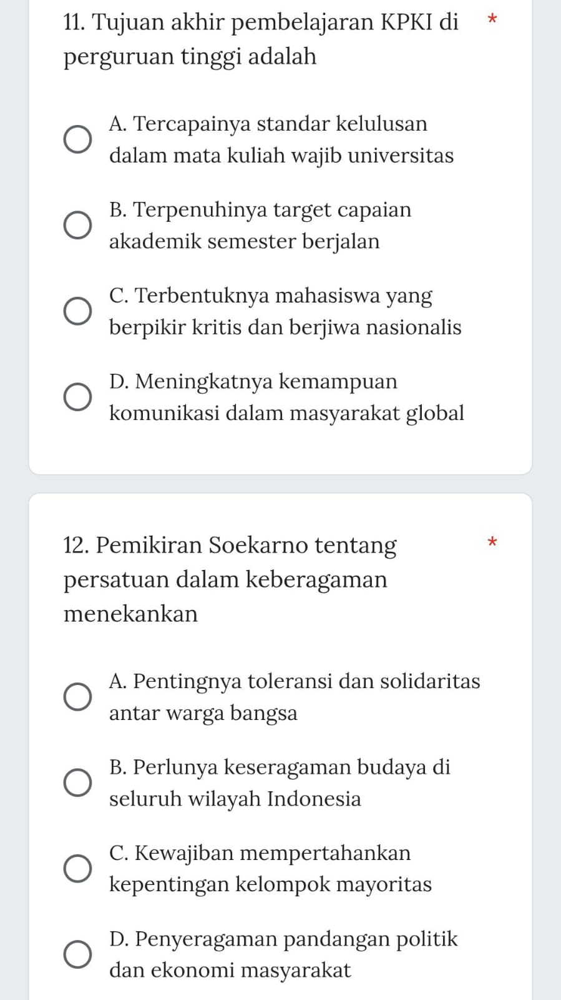 11. Tujuan akhir pembelajaran KPKI di *
perguruan tinggi adalah
A. Tercapainya standar kelulusan
dalam mata kuliah wajib universitas
B. Terpenuhinya target capaian
akademik semester berjalan
C. Terbentuknya mahasiswa yang
berpikir kritis dan berjiwa nasionalis
D. Meningkatnya kemampuan
komunikasi dalam masyarakat global
12. Pemikiran Soekarno tentang *
persatuan dalam keberagaman
menekankan
A. Pentingnya toleransi dan solidaritas
antar warga bangsa
B. Perlunya keseragaman budaya di
seluruh wilayah Indonesia
C. Kewajiban mempertahankan
kepentingan kelompok mayoritas
D. Penyeragaman pandangan politik
dan ekonomi masyarakat